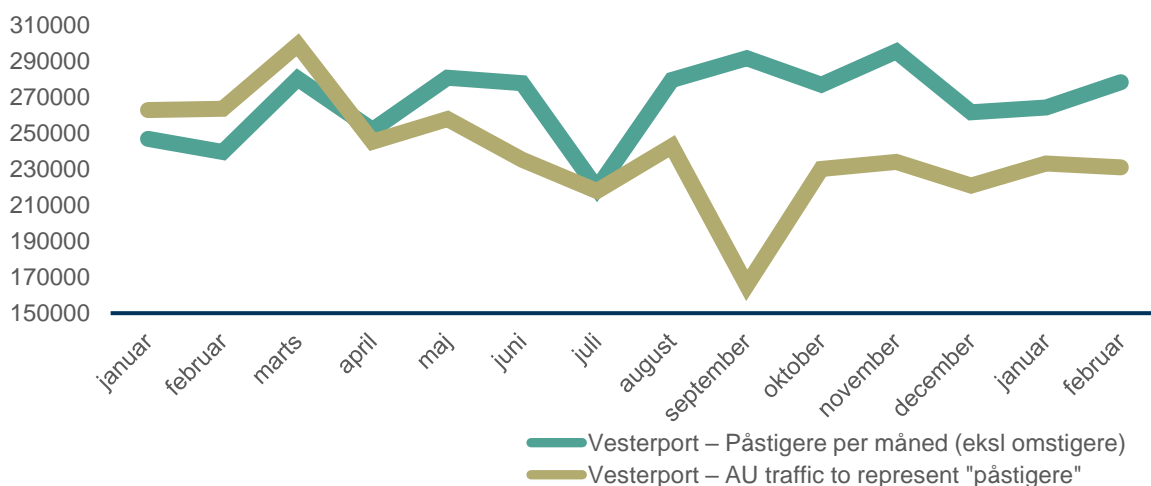 310000
290000
270000
250000
230000
210000
190000
170000
150000
januar
februar
marts
april
maj
juni
juli
august
september
oktober
november
december
januar
februar
Vesterport – Påstigere per måned (eksl omstigere)
Vesterport – AU traffic to represent "påstigere"